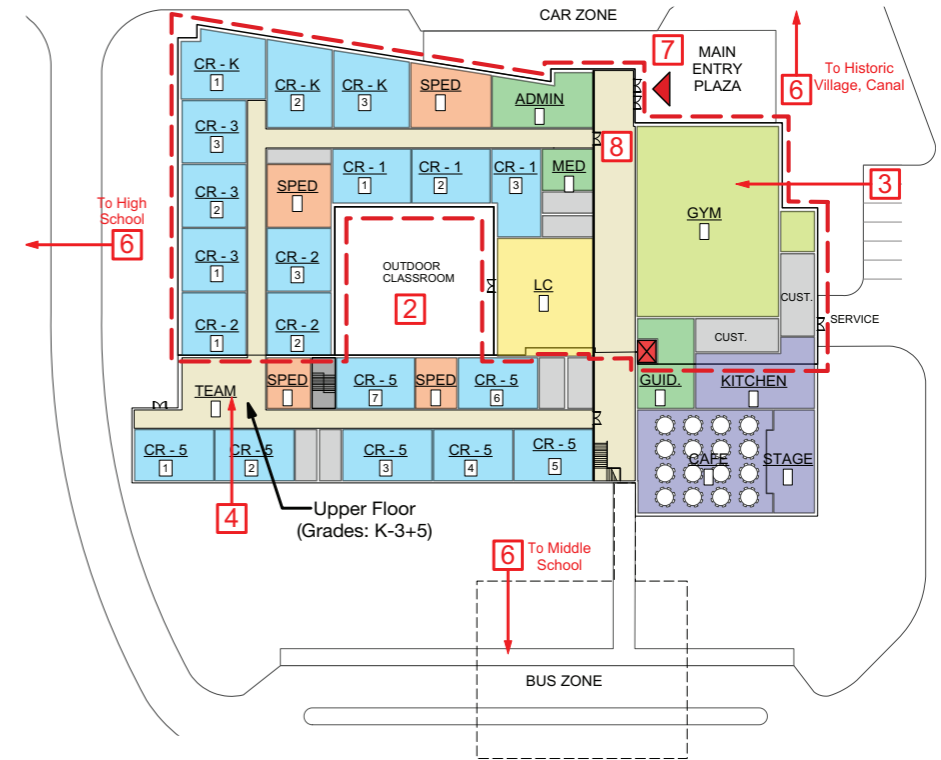 CAR ZONE
7
MAIN
ENTRY
PLAZA
6
To Historic
Village, Canal
CR - K
1
CR - K
2
CR - K
3
SPED
ADMIN
8
CR - 3
3
SPED
CR - 1
1
CR - 1
2
CR - 1
3
MED
3
CR - 3
2
GYM
To High
School
6
CR - 3
1
CR - 2
3
OUTDOOR
CLASSROOM
2
LC
CUST.
CR - 2
1
CR - 2
2
CUST.
SERVICE
TEAM
SPED
CR - 5
7
SPED
CR - 5
6
GUID.
KITCHEN
CR - 5
1
CR - 5
2
CR - 5
3
CR - 5
4
CR - 5
5
CAFE
STAGE
4
Upper Floor
(Grades: K-3+5)
6
To Middle
School
BUS ZONE